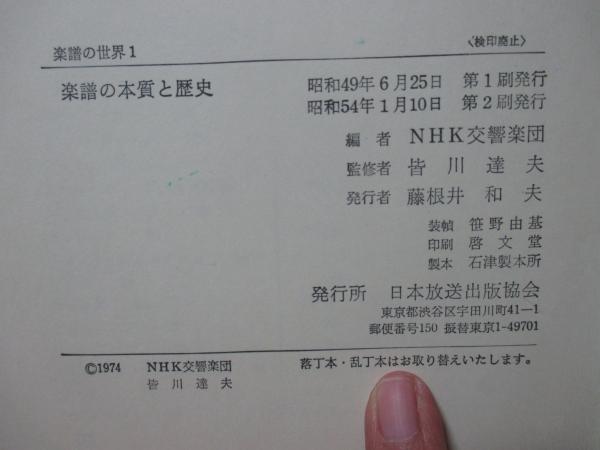 楽譜の世界1
〈検印廃止〉
楽譜の本質と歴史
昭和49年6月25日 第1刷発行
昭和54年1月10日 第2刷発行
編者 NHK交響楽団
監修者 皆川達夫
発行者 藤根井和夫
装幀 笹野由基
印刷 啓文堂
製本 石津製本所
発行所 日本放送出版協会
東京都渋谷区宇田川町41-1
郵便番号150 振替東京1-49701
©1974 NHK交響楽団
皆川達夫
落丁本・乱丁本はお取り替えいたします。